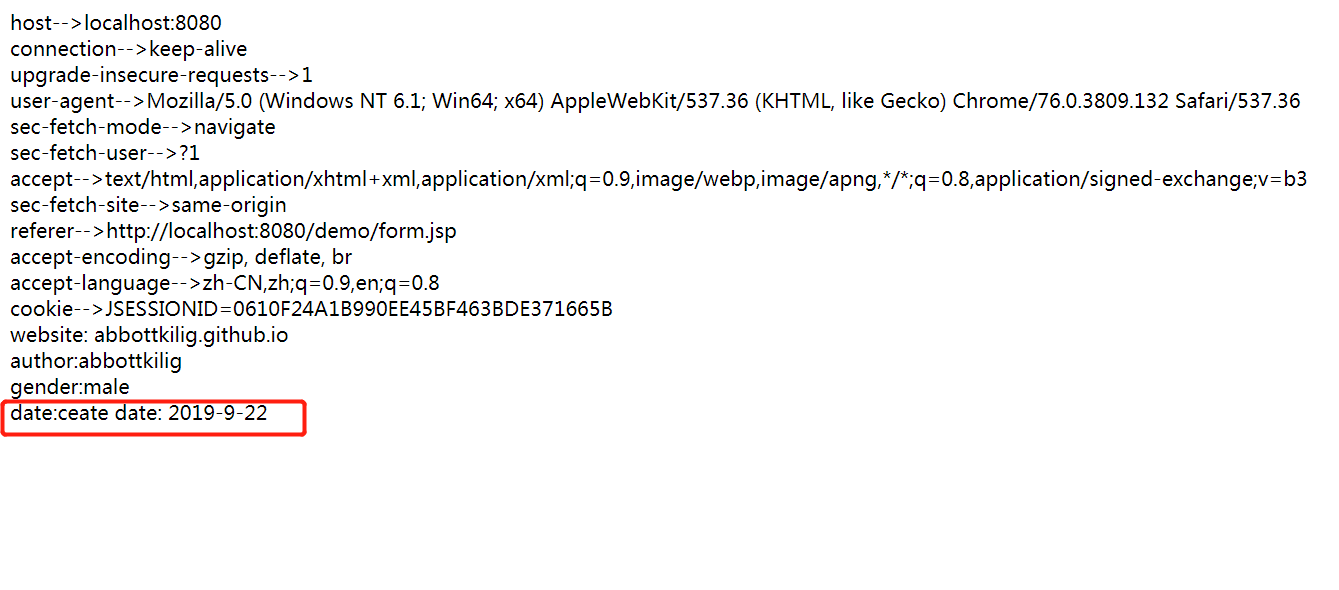 host-->localhost:8080
connection-->keep-alive
upgrade-insecure-requests-->1
user-agent-->Mozilla/5.0 (Windows NT 6.1; Win64; x64) AppleWebKit/537.36 (KHTML, like Gecko) Chrome/76.0.3809.132 Safari/537.36
sec-fetch-mode-->navigate
sec-fetch-user-->?1
accept-->text/html,application/xhtml+xml,application/xml;q=0.9,image/webp,image/apng,*/*;q=0.8,application/signed-exchange;v=b3
sec-fetch-site-->same-origin
referer-->http://localhost:8080/demo/form.jsp
accept-encoding-->gzip, deflate, br
accept-language-->zh-CN,zh;q=0.9,en;q=0.8
cookie-->JSESSIONID=0610F24A1B990EE45BF463BDE371665B
website: abbottkilig.github.io
author:abbottkilig
gender:male
date:ceate date: 2019-9-22